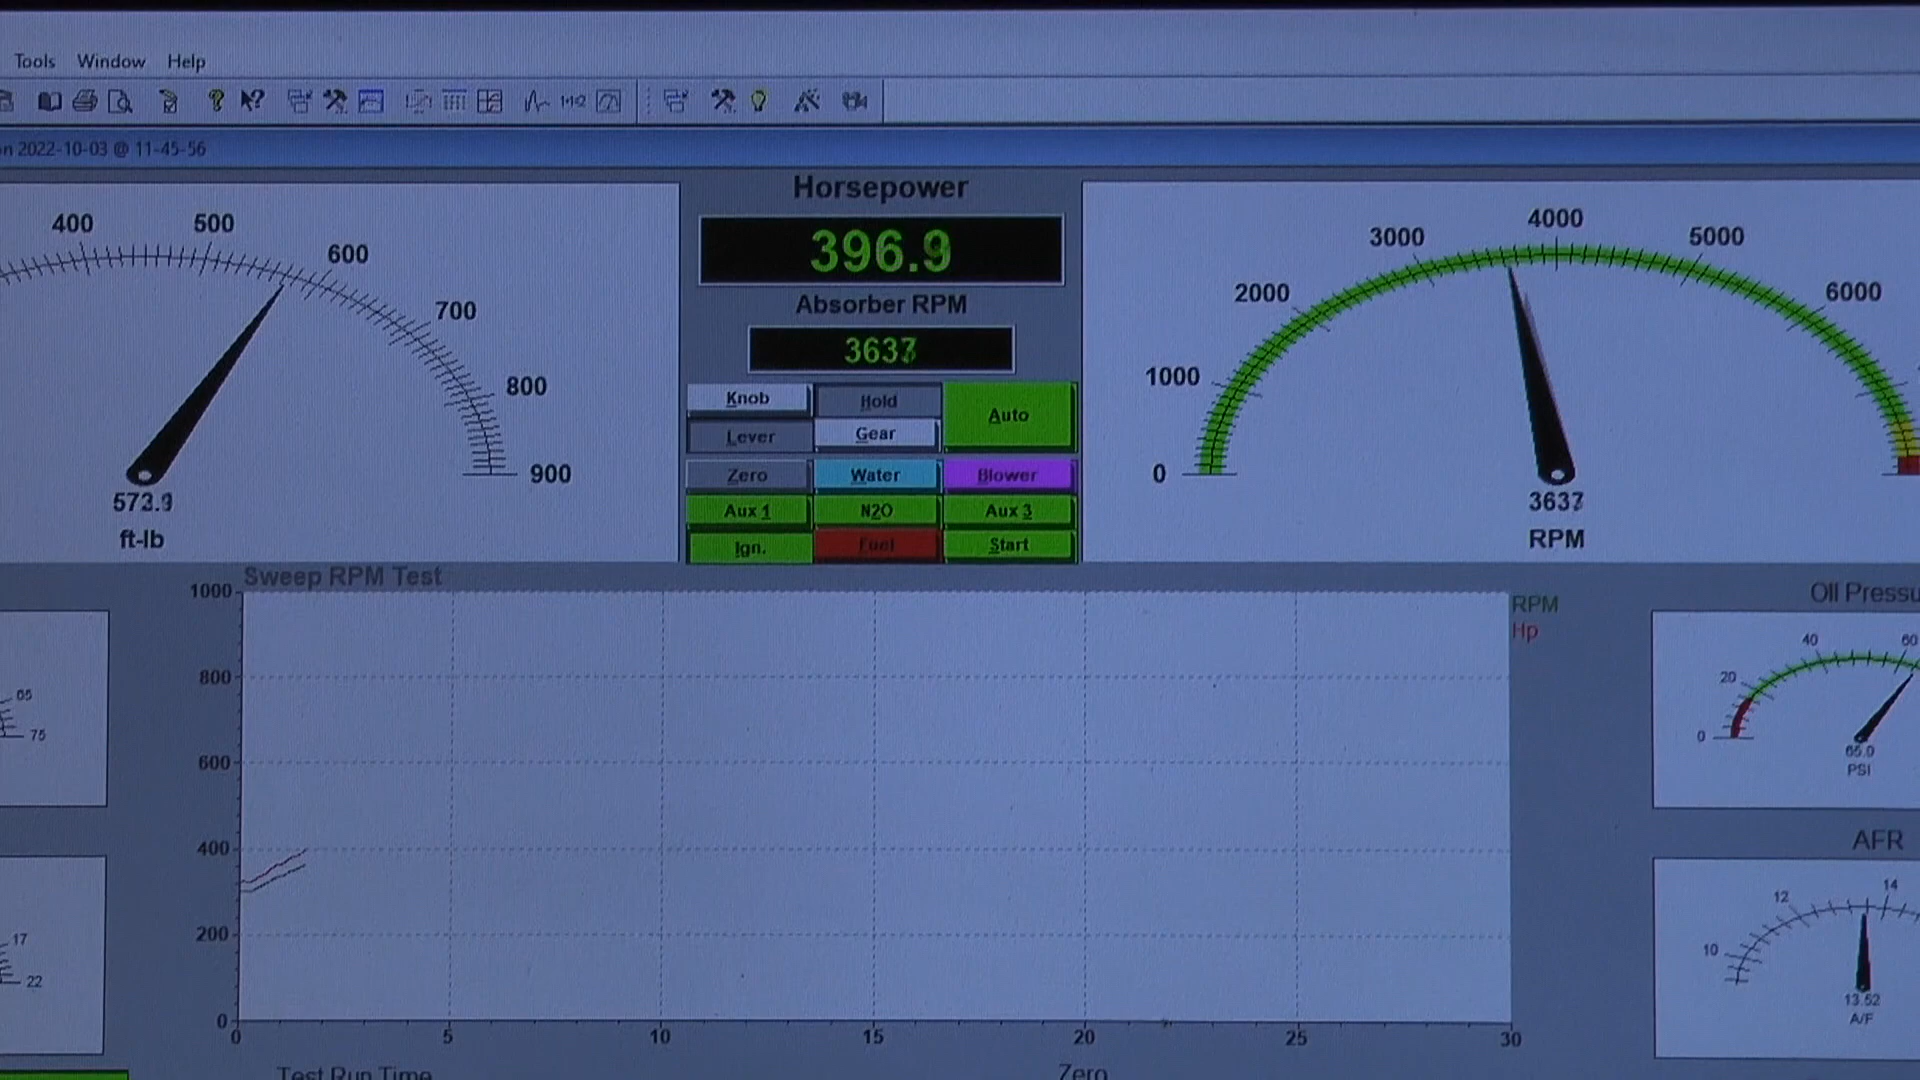 Tools Window Help
on 2022-10-03 @ 11-45-56
Horsepower
396.9
Absorber RPM
3637
Knob Hold Auto
Lever Gear
Zero Water Blower
Aux 1 N2O Aux 3
Ign. Fuel Start
400 500 600 700 800 900
ft-lb
0 1000 2000 3000 4000 5000 6000
3637
RPM
Sweep RPM Test
1000
800
600
400
200
0
0 5 10 15 20 25 30
RPM
Hp
Test Run Time
Zero
65
75
17
22
Oil Pressu
0 20 40 60
65.0
PSI
AFR
10 12 14
13.52
A/F